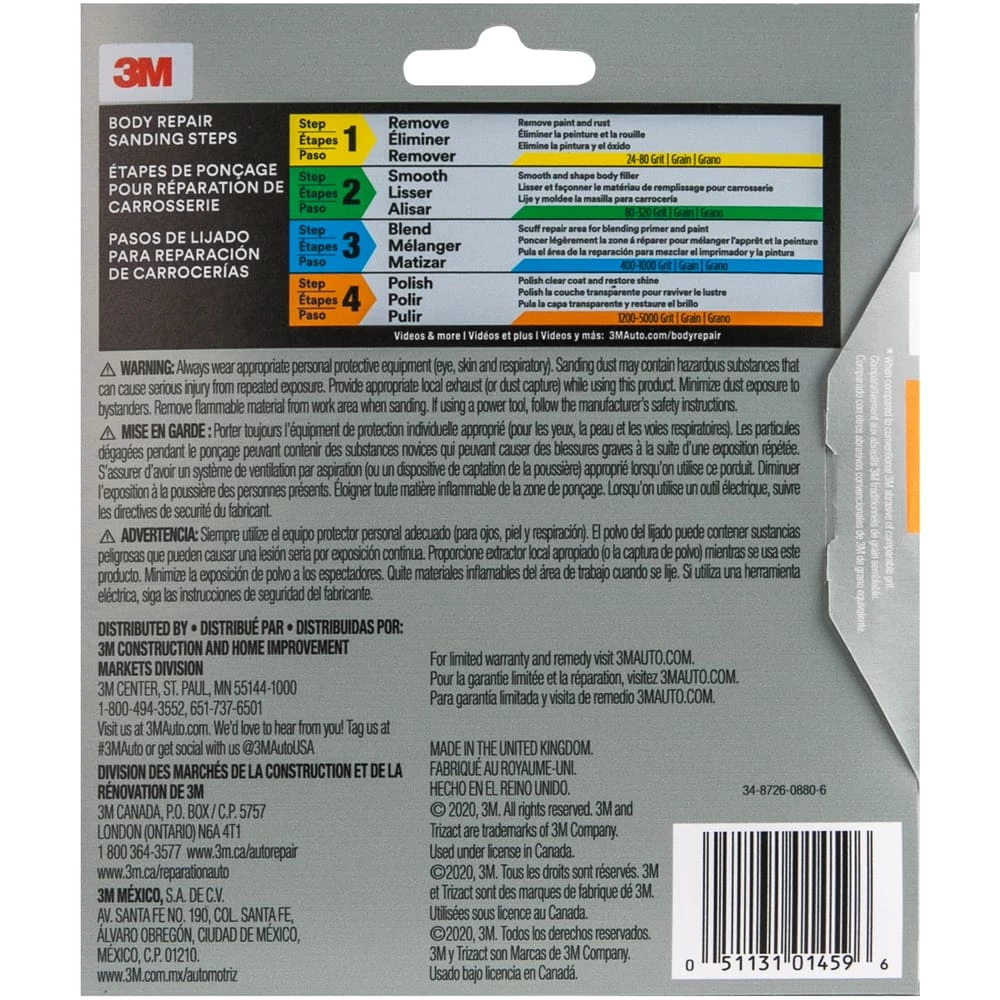 3M
BODY REPAIR
SANDING STEPS
ÉTAPES DE PONÇAGE
POUR RÉPARATION DE
CARROSSERIE
PASOS DE LIJADO
PARA REPARACIÓN
DE CARROCERÍAS
Step
Étapes
Paso
1
Remove
Éliminer
Remover
Remove paint and rust
Éliminer la peinture et la rouille
Elimine la pintura y el óxido
24-80 Grit | Grain | Grano
Step
Étapes
Paso
2
Smooth
Lisser
Alisar
Smooth and shape body filler
Lisser et façonner le matériau de remplissage pour carrosserie
Lije y moldee la masilla para carrocería
80-320 Grit | Grain | Grano
Step
Étapes
Paso
3
Blend
Mélanger
Matizar
Scuff repair area for blending primer and paint
Poncer légèrement la zone à réparer pour mélanger l'apprêt et la peinture
Pula el área de la reparación para mezclar el imprimador y la pintura
400-1000 Grit | Grain | Grano
Step
Étapes
Paso
4
Polish
Polir
Pulir
Polish clear coat and restore shine
Polish la couche transparente pour raviver le lustre
Pula la capa transparente y restaure el brillo
1200-5000 Grit | Grain | Grano
Videos & more | Vidéos et plus | Videos y más: 3MAuto.com/bodyrepair
⚠ WARNING: Always wear appropriate personal protective equipment (eye, skin and respiratory). Sanding dust may contain hazardous substances that
can cause serious injury from repeated exposure. Provide appropriate local exhaust (or dust capture) while using this product. Minimize dust exposure to
bystanders. Remove flammable material from work area when sanding. If using a power tool, follow the manufacturer's safety instructions.
⚠ MISE EN GARDE : Porter toujours l'équipment de protection individuelle approprié (pour les yeux, la peau et les voies respiratoires). Les particules
dégagées pendant le ponçage peuvant contenir des substances novices qui peuvant causer des blessures graves à la suite d'une exposition répétée.
S'assurer d'avoir un système de ventilation par aspiration (ou un dispositive de captation de la poussière) approprié lorsqu'on utilise ce porduit. Diminuer
l'exposition à la poussière des personnes présents. Éloigner toute matière inflammable de la zone de ponçage. Lorsqu'on utilise un outil électrique, suivre
les directives de securité du fabricant.
⚠ ADVERTENCIA: Siempre utilize el equipo protector personal adecuado (para ojos, piel y respiración). El polvo del lijado puede contener sustancias
peligrosas que pueden causar una lesión seria por exposición continua. Proporcione extractor local apropiado (o la captura de polvo) mientras se usa este
producto. Minimize la exposición de polvo a los espectadores. Quite materiales inflamables del área de trabajo cuando se lije. Si utiliza una herramienta
eléctrica, siga las instrucciones de seguridad del fabricante.
DISTRIBUTED BY • DISTRIBUÉ PAR • DISTRIBUIDAS POR:
3M CONSTRUCTION AND HOME IMPROVEMENT
MARKETS DIVISION
3M CENTER, ST. PAUL, MN 55144-1000
1-800-494-3552, 651-737-6501
Visit us at 3MAuto.com. We'd love to hear from you! Tag us at
#3MAuto or get social with us @3MAutoUSA
DIVISION DES MARCHÉS DE LA CONSTRUCTION ET DE LA
RÉNOVATION DE 3M
3M CANADA, P.O. BOX / C.P. 5757
LONDON (ONTARIO) N6A 4T1
1 800 364-3577 www.3m.ca/autorepair
www.3m.ca/reparationauto
3M MÉXICO, S.A. DE C.V.
AV. SANTA FE NO. 190, COL. SANTA FE,
ÁLVARO OBREGÓN, CIUDAD DE MÉXICO,
MÉXICO, C.P. 01210.
www.3m.com.mx/automotriz
For limited warranty and remedy visit 3MAUTO.COM.
Pour la garantie limitée et la réparation, visitez 3MAUTO.COM.
Para garantía limitada y visita de remedio 3MAUTO.COM.
MADE IN THE UNITED KINGDOM.
FABRIQUÉ AU ROYAUME-UNI.
HECHO EN EL REINO UNIDO.
© 2020, 3M. All rights reserved. 3M and
Trizact are trademarks of 3M Company.
Used under license in Canada.
©2020, 3M. Tous les droits sont réservés. 3M
et Trizact sont des marques de fabrique dé 3M.
Utilisées sous licence au Canada.
©2020, 3M. Todos los derechos reservados.
3M y Trizact son Marcas de 3M Company.
Usado bajo licencia en Canadá.
34-8726-0880-6
0 51131 01459 6
* When compared to conventional 3M abrasive of comparable grit.
Comparativement aux abrasifs 3M traditionnels de grain semblable.
Comparado con otros abrasivos convencionales de 3M de grano equivalente.